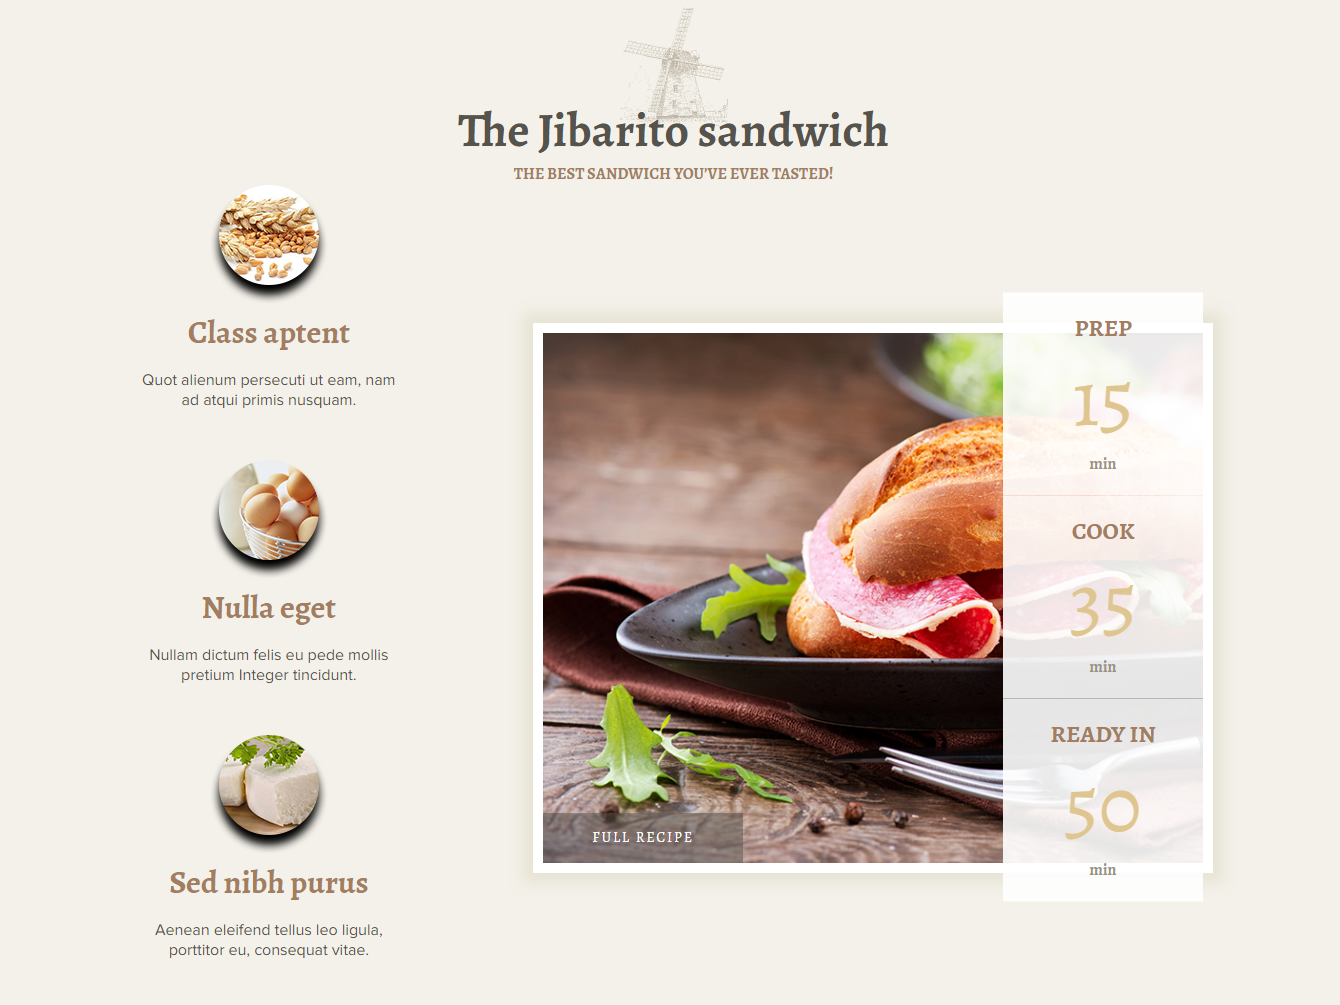 The Jibarito sandwich
THE BEST SANDWICH YOU'VE EVER TASTED!
Class aptent
Quot alienum persecuti ut eam, nam
ad atqui primis nusquam.
Nulla eget
Nullam dictum felis eu pede mollis
pretium Integer tincidunt.
Sed nibh purus
Aenean eleifend tellus leo ligula,
porttitor eu, consequat vitae.
PREP
15
min
COOK
35
min
READY IN
50
min
FULL RECIPE